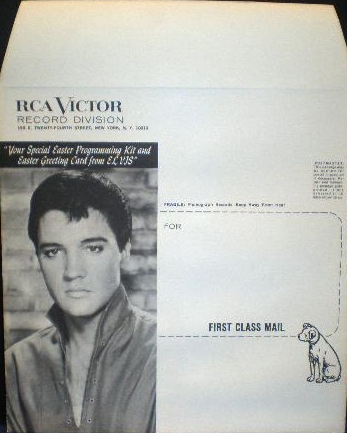 RCA VICTOR
RECORD DIVISION
155 E. TWENTY-FOURTH STREET, NEW YORK, N. Y. 10010
"Your Special Easter Programming Kit and
Easter Greeting Card from ELVIS"
FRAGILE: Phonograph Records Keep Away From Heat
FOR
FIRST CLASS MAIL